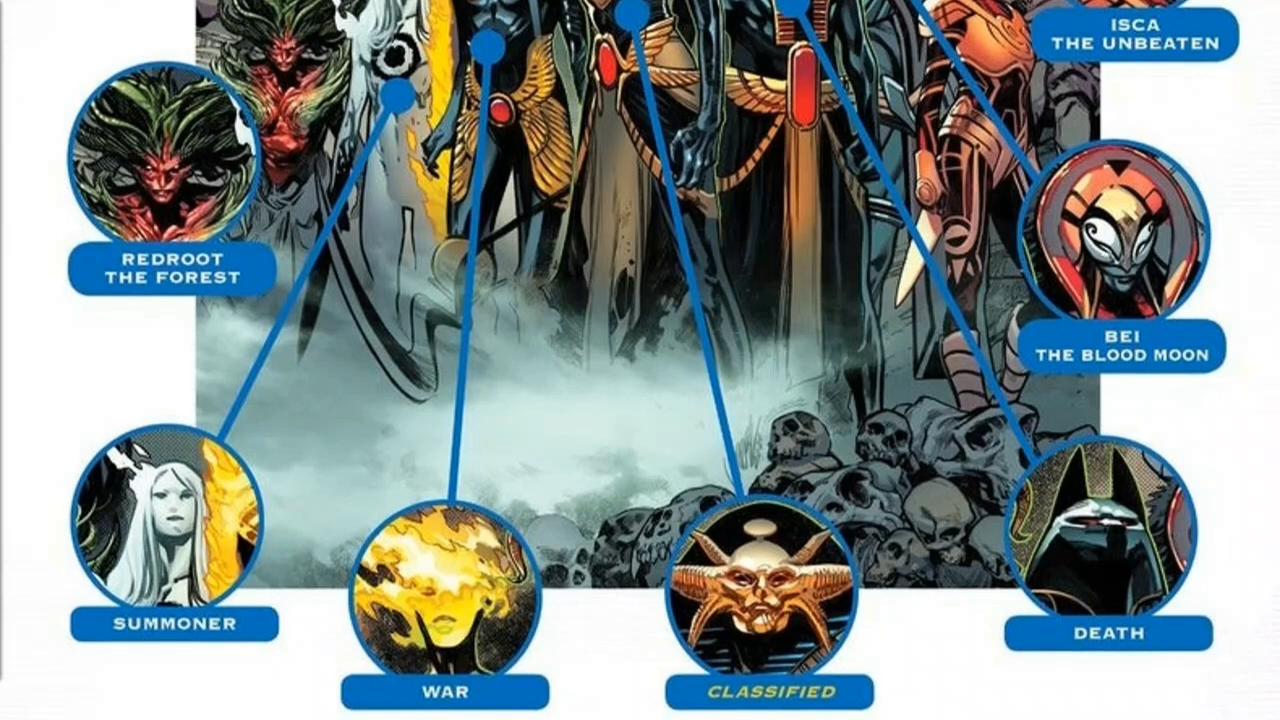 ISCA
THE UNBEATEN
REDROOT
THE FOREST
BEI
THE BLOOD MOON
SUMMONER
DEATH
WAR
CLASSIFIED